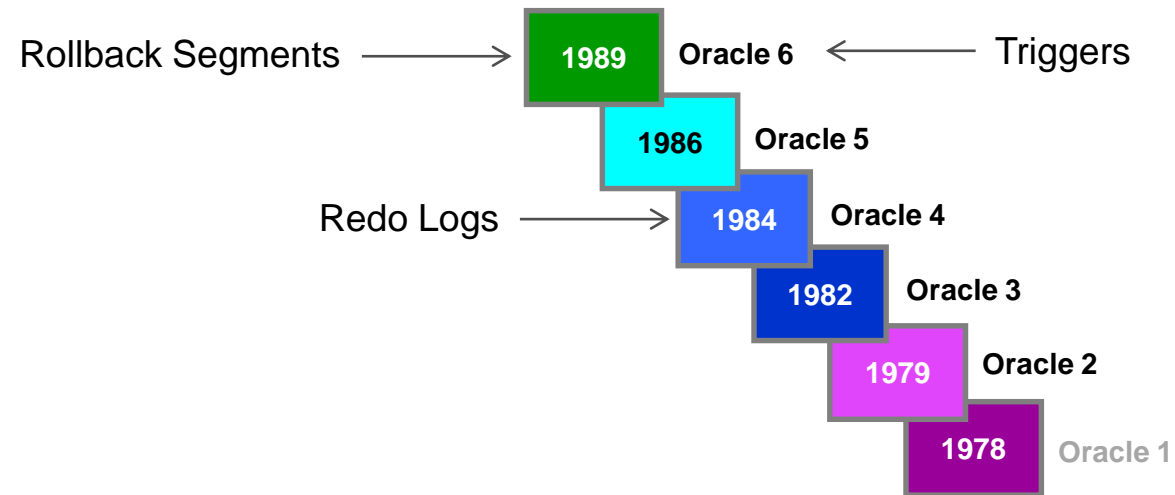 Rollback Segments
1989
Oracle 6
Triggers
1986
Oracle 5
Redo Logs
1984
Oracle 4
1982
Oracle 3
1979
Oracle 2
1978
Oracle 1